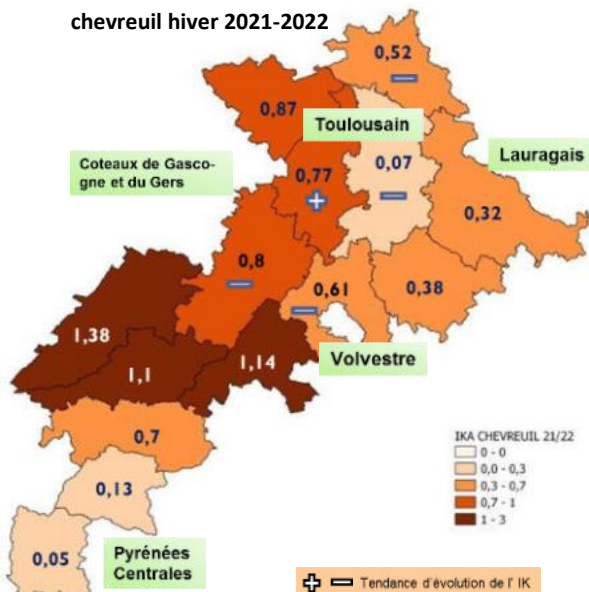 chevreuil hiver 2021-2022
0,52
0,87
Toulousain
Coteaux de Gasco-
gne et du Gers
0,07
Lauragais
0,77
0,32
0,8
0,61
0,38
1,38
Volvestre
1,14
1,1
0,7
IKA CHEVREUIL 21/22
0 - 0
0,0 - 0,3
0,3 - 0,7
0,7 - 1
1 - 3
0,13
0,05
Pyrénées
Centrales
Tendance d'évolution de l' IK